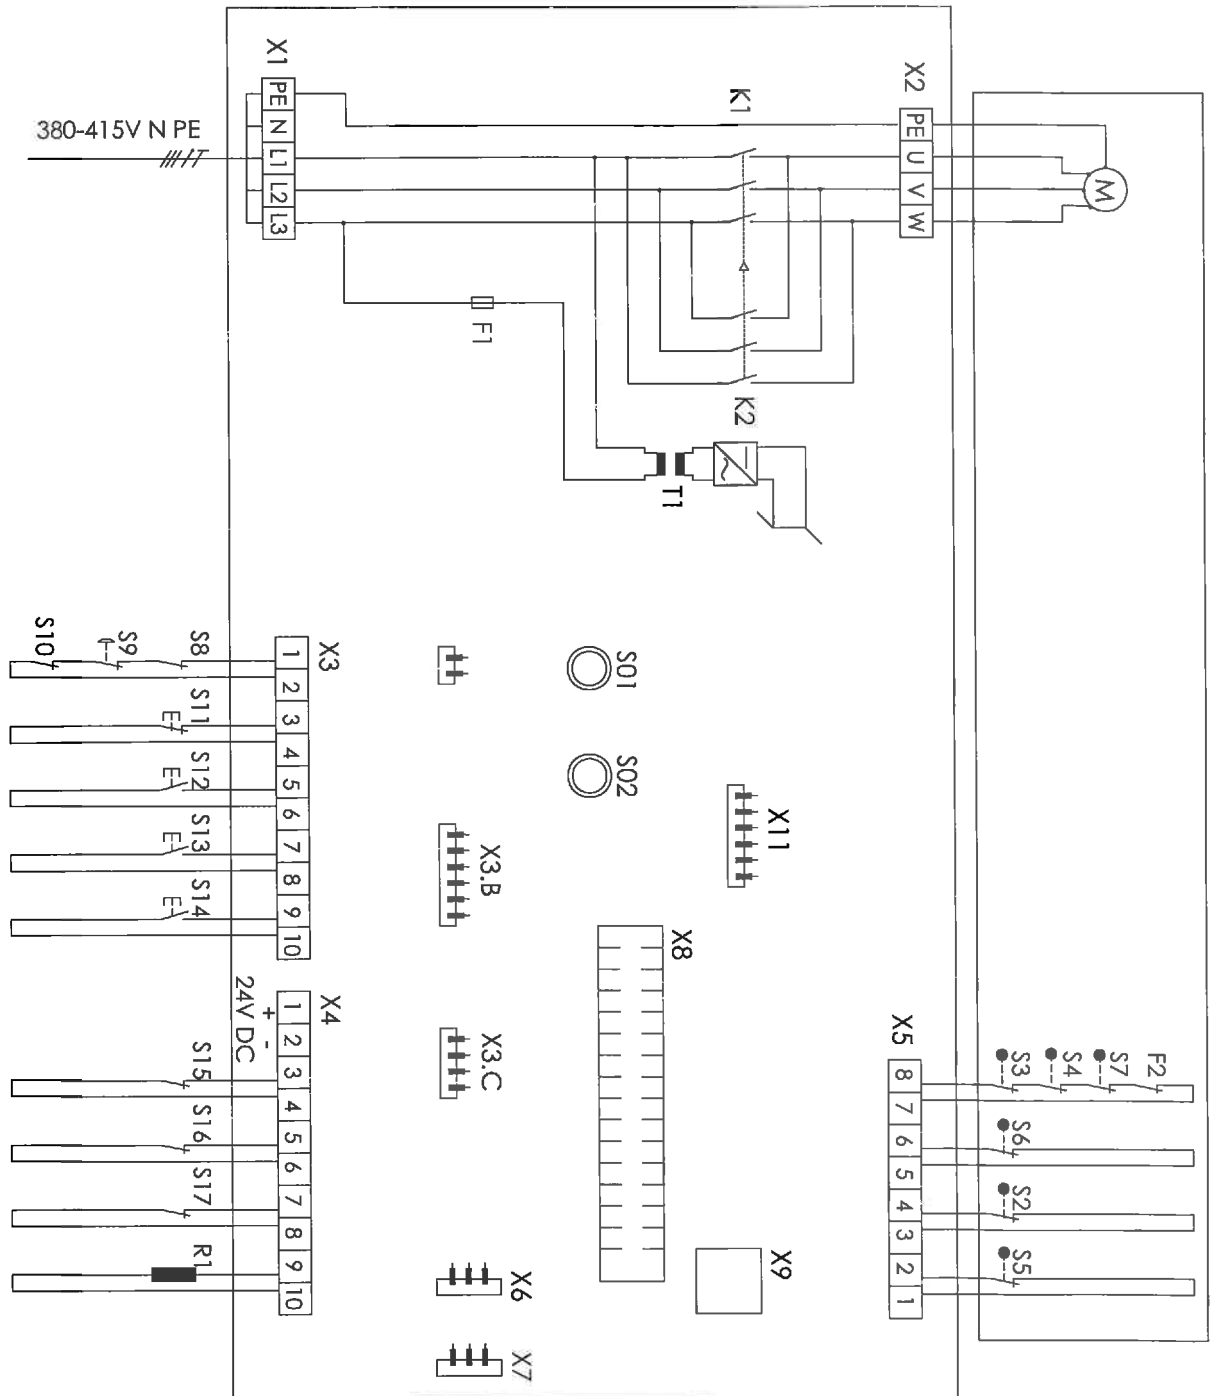 380-415V N PE
X1
PE
N
L1
L2
L3
K1
X2
PE
U
V
W
M
F1
K2
T1
X3
1
2
3
4
5
6
7
8
9
10
S10
S9
S8
S11
S12
S13
S14
S01
S02
X11
X3.B
X8
X4
1
2
3
4
5
6
7
8
9
10
+ -
24V DC
S15
S16
S17
R1
X3.C
X6
X7
X9
X5
8
7
6
5
4
3
2
1
S3
S4
S7
F2
S6
S2
S5